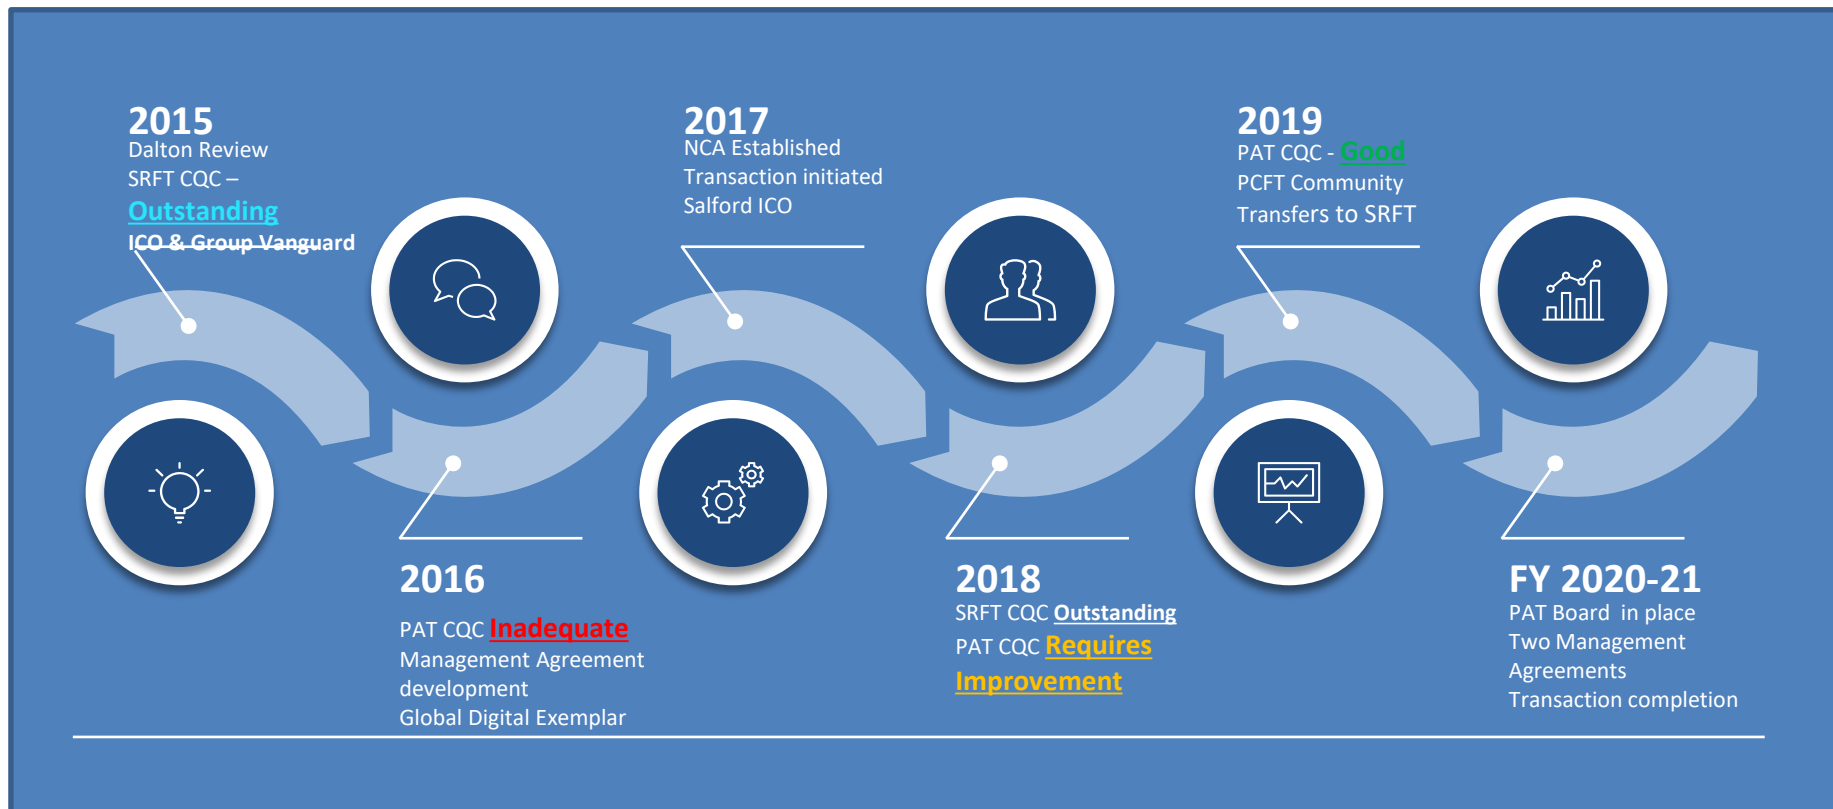 2015
Dalton Review
SRFT CQC –
Outstanding
ICO & Group Vanguard
2016
PAT CQC Inadequate
Management Agreement
development
Global Digital Exemplar
2017
NCA Established
Transaction initiated
Salford ICO
2018
SRFT CQC Outstanding
PAT CQC Requires
Improvement
2019
PAT CQC - Good
PCFT Community
Transfers to SRFT
FY 2020-21
PAT Board in place
Two Management
Agreements
Transaction completion